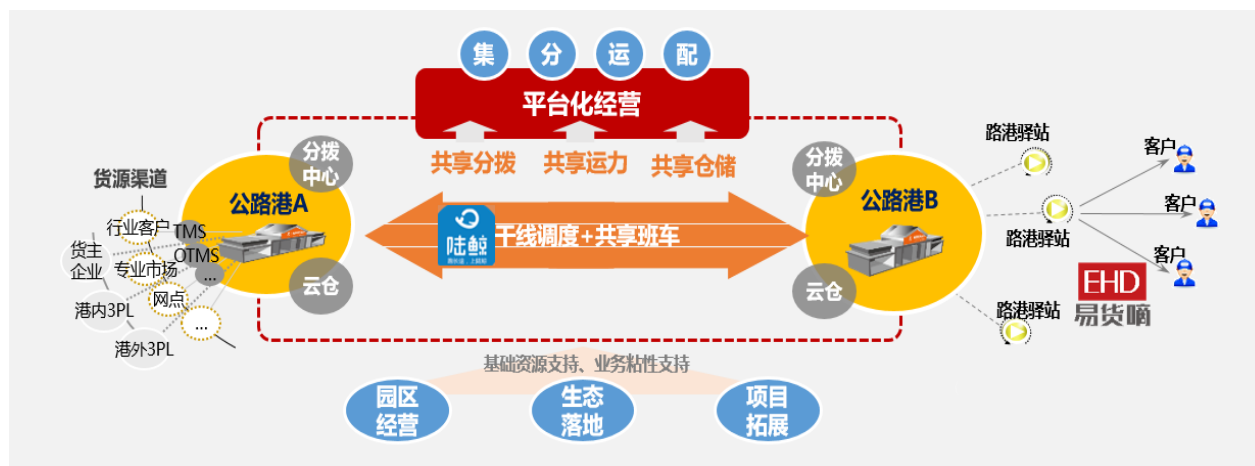 集
分
运
配
平台化经营
共享分拨
共享运力
共享仓储
货源渠道
行业客户
货主
企业
专业市场
网点
港内3PL
...
港外3PL
TMS
OTMS
...
分拨
中心
公路港A
云仓
陆鲸
干线调度+共享班车
分拨
中心
公路港B
云仓
路港驿站
路港驿站
路港驿站
客户
客户
客户
EHD
易货嘀
基础资源支持、业务粘性支持
园区
经营
生态
落地
项目
拓展